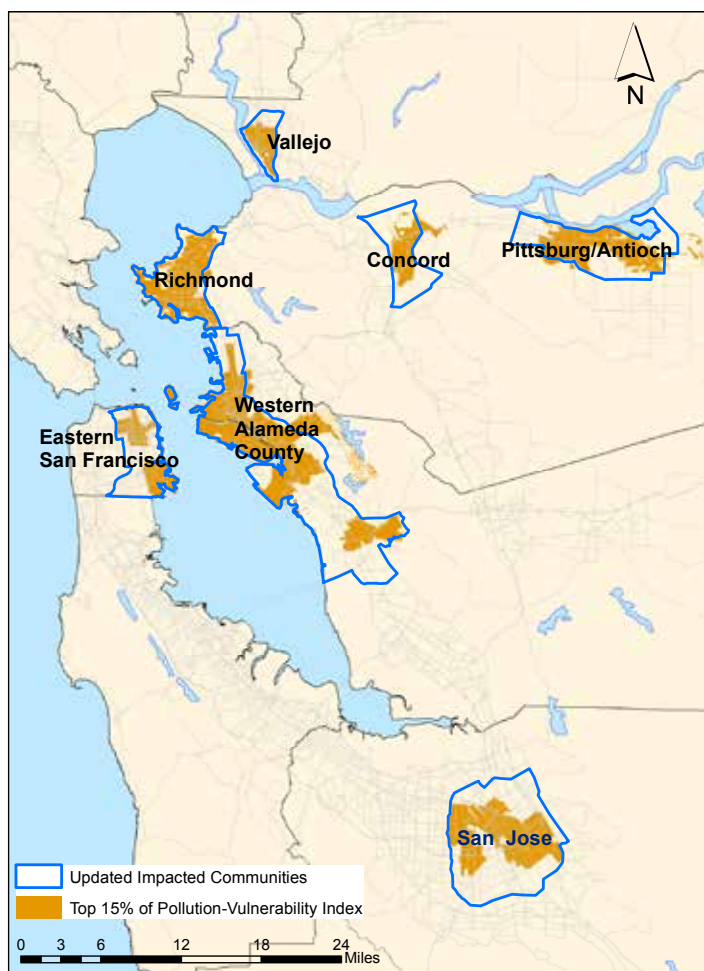 N
Vallejo
Concord
Pittsburg/Antioch
Richmond
Western
Alameda
County
Eastern
San Francisco
San Jose
Updated Impacted Communities
Top 15% of Pollution-Vulnerability Index
0 3 6 12 18 24
Miles